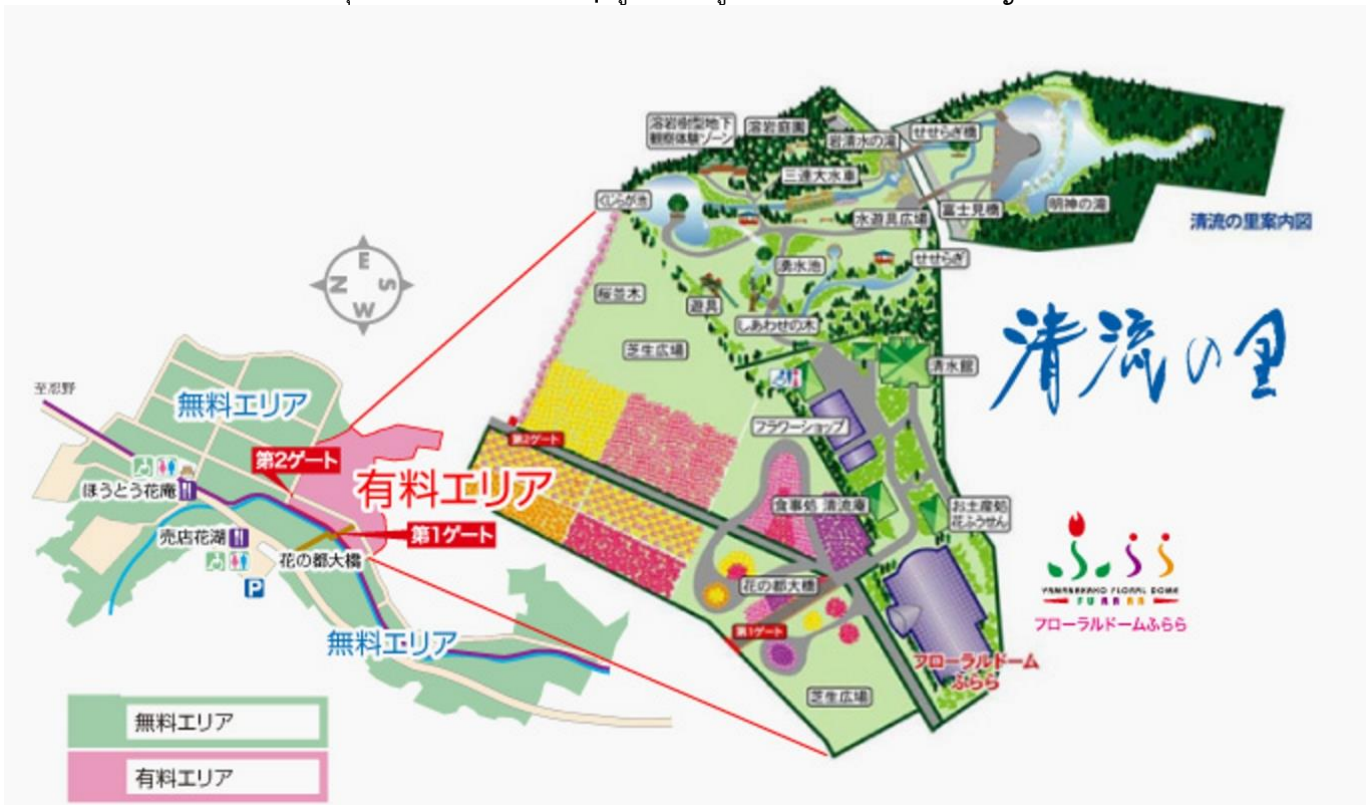 溶岩樹型地下
観察体験ゾーン
溶岩庭園
岩清水の滝
せせらぎ橋
三連大水車
くじらが池
水遊具広場
富士見橋
明神の滝
清流の里案内図
せせらぎ
湧水池
桜並木
遊具
しあわせの木
芝生広場
清流の里
清水館
E
N
S
W
至忍野
無料エリア
フラワーショップ
第2ゲート
第2ゲート
有料エリア
ほうとう花庵
食事処 清流庵
お土産処
花ふうせん
売店花湖
第1ゲート
花の都大橋
花の都大橋
P
ふらら
YAMANAKAKO FLORAL DOME
FURARA
フローラルドームふらら
第1ゲート
無料エリア
フローラルドーム
ふらら
芝生広場
無料エリア
有料エリア